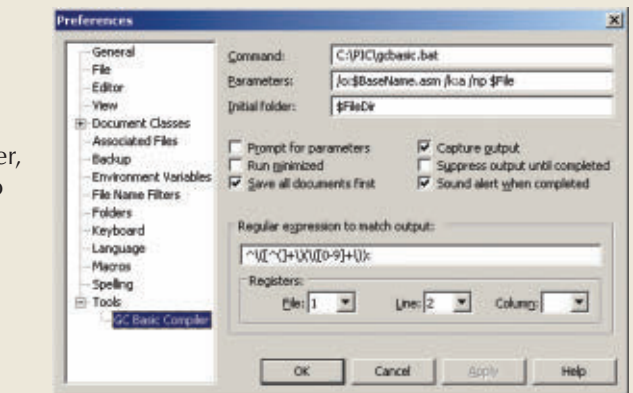 Preferences
er,
o
General
File
Editor
View
Document Classes
Associated Files
Backup
Environment Variables
File Name Filters
Folders
Keyboard
Language
Macros
Spelling
Tools
GC Basic Compiler
Command: C:\PIC\gcbasic.bat
Parameters: /o:$BaseName.asm /k:a /np $File
Initial folder: $FileDir
Prompt for parameters
Run minimized
Save all documents first
Capture output
Suppress output until completed
Sound alert when completed
Regular expression to match output:
Registers:
File: 1 Line: 2 Column:
OK Cancel Apply Help